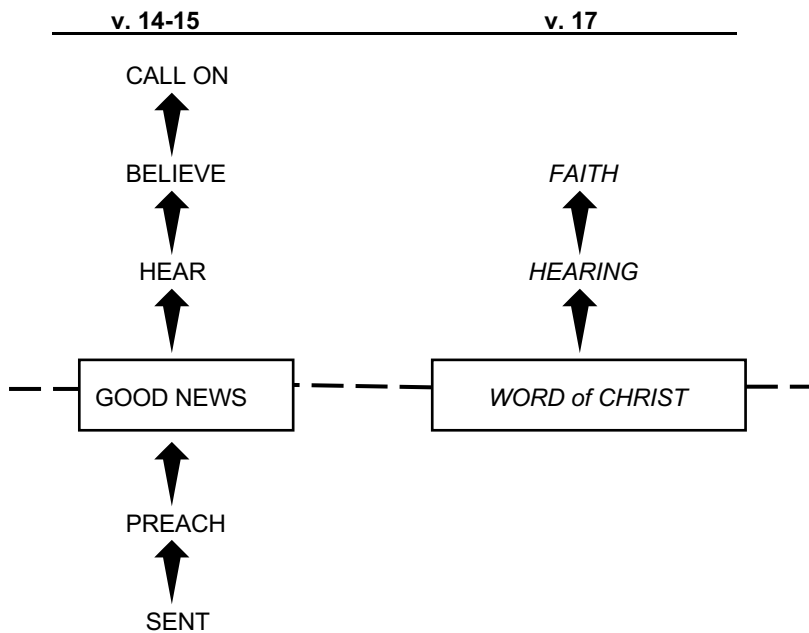 v. 14-15 v. 17
CALL ON
BELIEVE FAITH
HEAR HEARING
GOOD NEWS WORD of CHRIST
PREACH
SENT